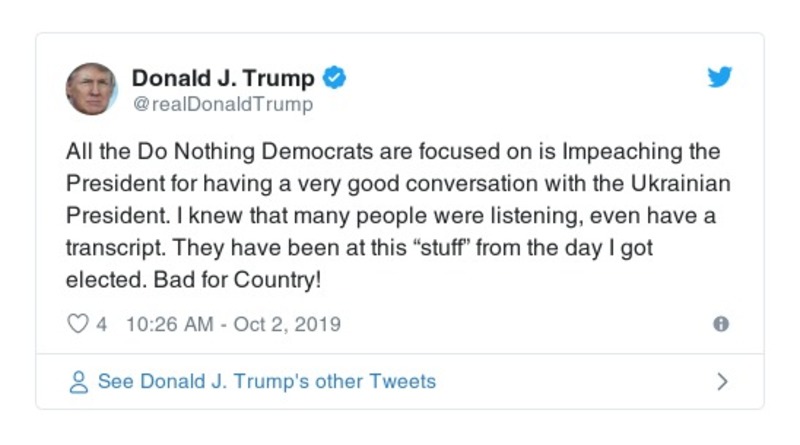 Donald J. Trump
@realDonaldTrump
All the Do Nothing Democrats are focused on is Impeaching the
President for having a very good conversation with the Ukrainian
President. I knew that many people were listening, even have a
transcript. They have been at this “stuff” from the day I got
elected. Bad for Country!
4 10:26 AM - Oct 2, 2019
See Donald J. Trump's other Tweets